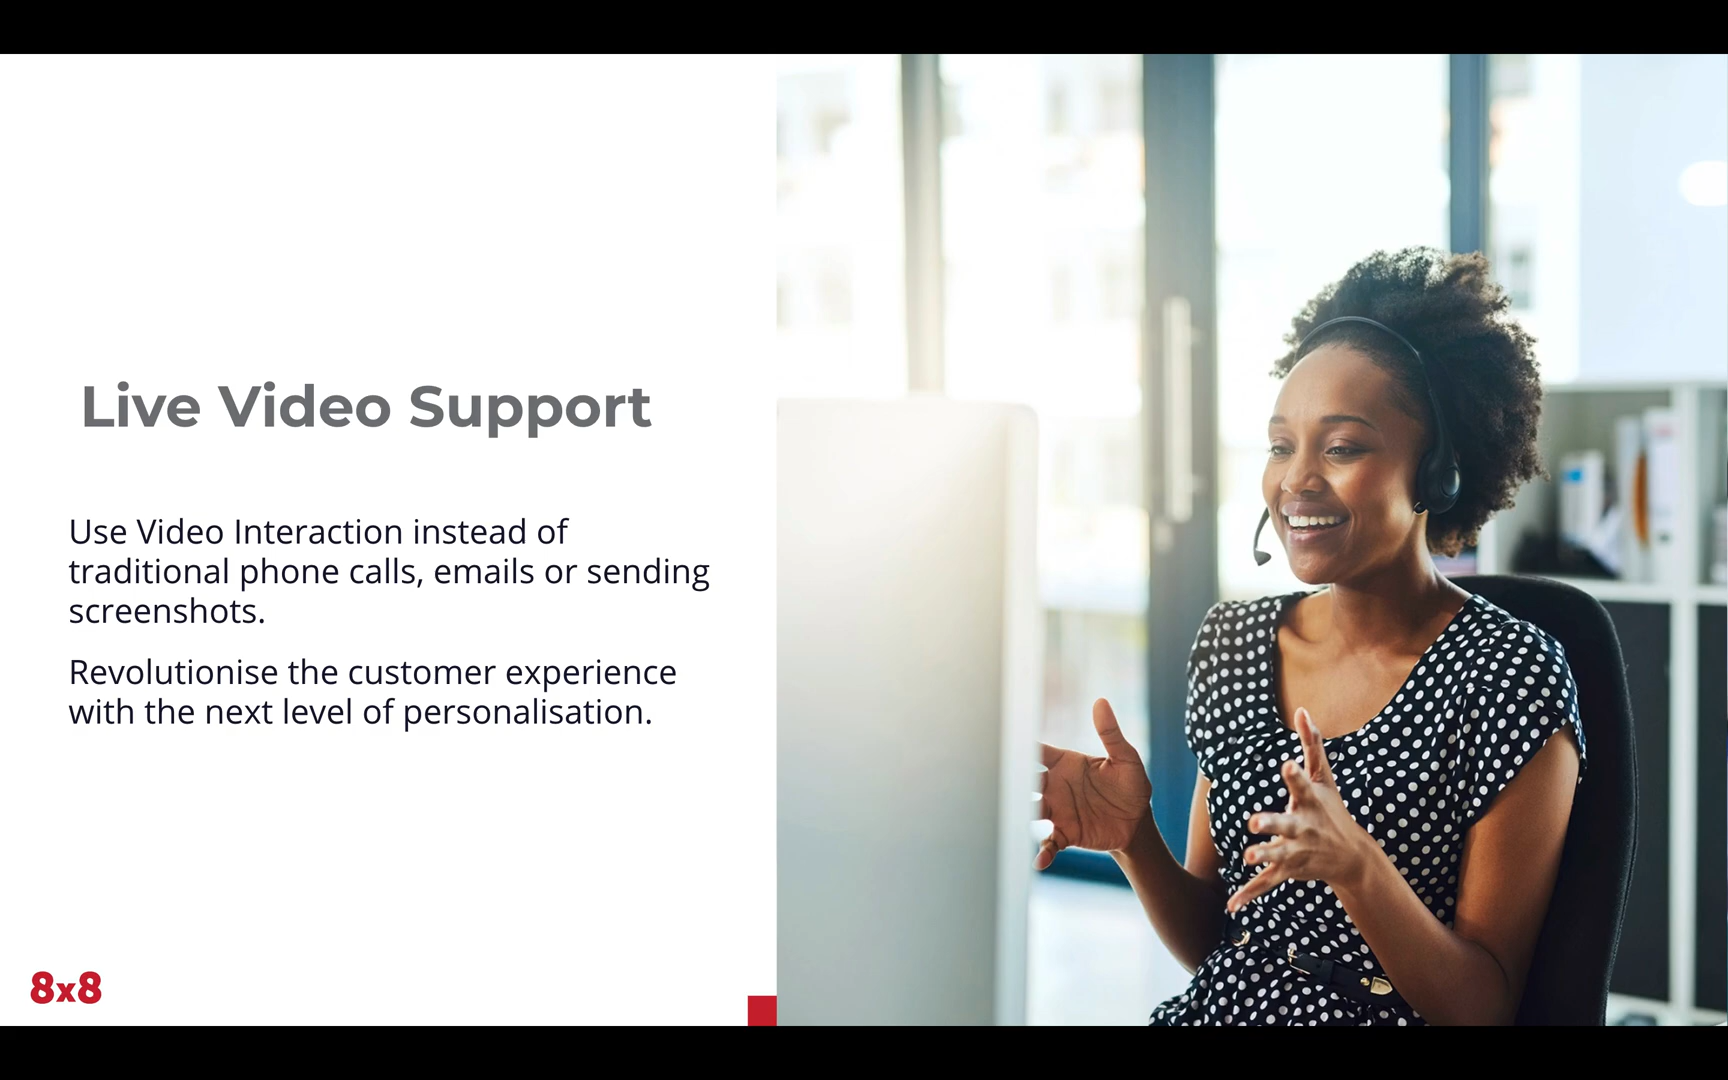 Live Video Support
Use Video Interaction instead of
traditional phone calls, emails or sending
screenshots.
Revolutionise the customer experience
with the next level of personalisation.
8x8